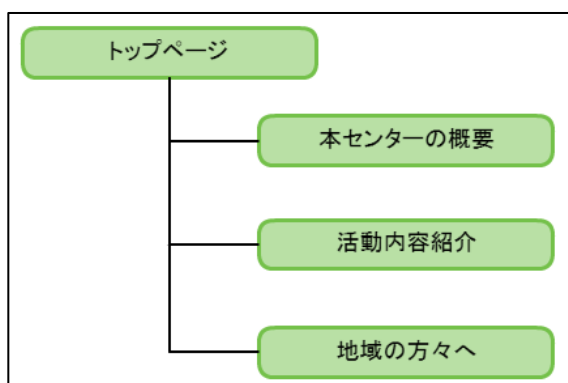 トップページ
本センターの概要
活動内容紹介
地域の方々へ